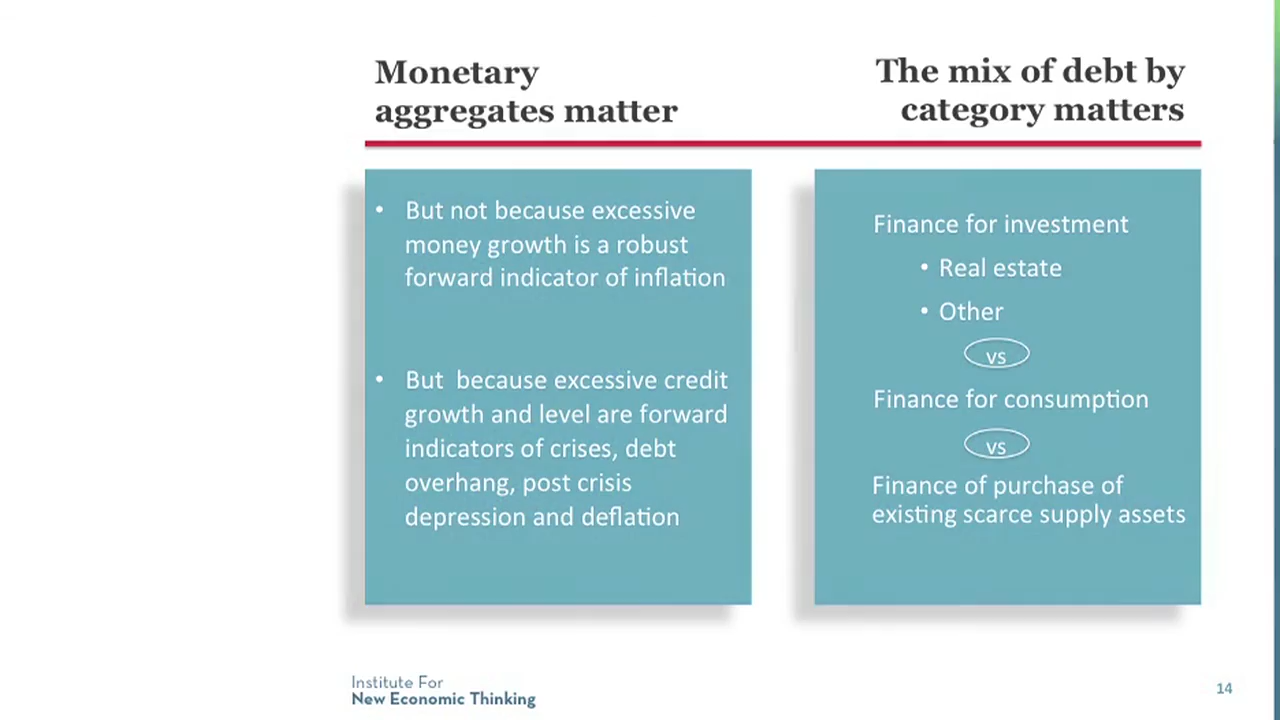 Monetary
aggregates matter
The mix of debt by
category matters
• But not because excessive
money growth is a robust
forward indicator of inflation
• But because excessive credit
growth and level are forward
indicators of crises, debt
overhang, post crisis
depression and deflation
Finance for investment
• Real estate
• Other
vs
Finance for consumption
vs
Finance of purchase of
existing scarce supply assets
Institute For
New Economic Thinking
14